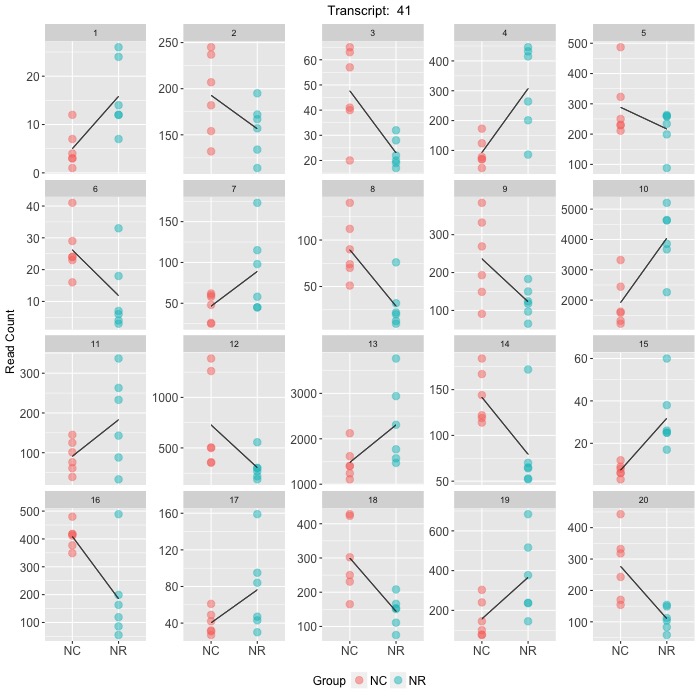 Transcript: 41
1 2 3 4 5
0 10 20
150 200 250
20 30 40 50 60
100 200 300 400
100 200 300 400 500
6 7 8 9 10
10 20 30 40
50 100 150
50 100
100 200 300
2000 3000 4000 5000
Read Count
11 12 13 14 15
100 200 300
500 1000
1000 2000 3000
50 100 150
20 40 60
16 17 18 19 20
100 200 300 400 500
40 80 120 160
100 200 300 400
200 400 600
100 200 300 400
NC NR NC NR NC NR NC NR NC NR
Group NC NR